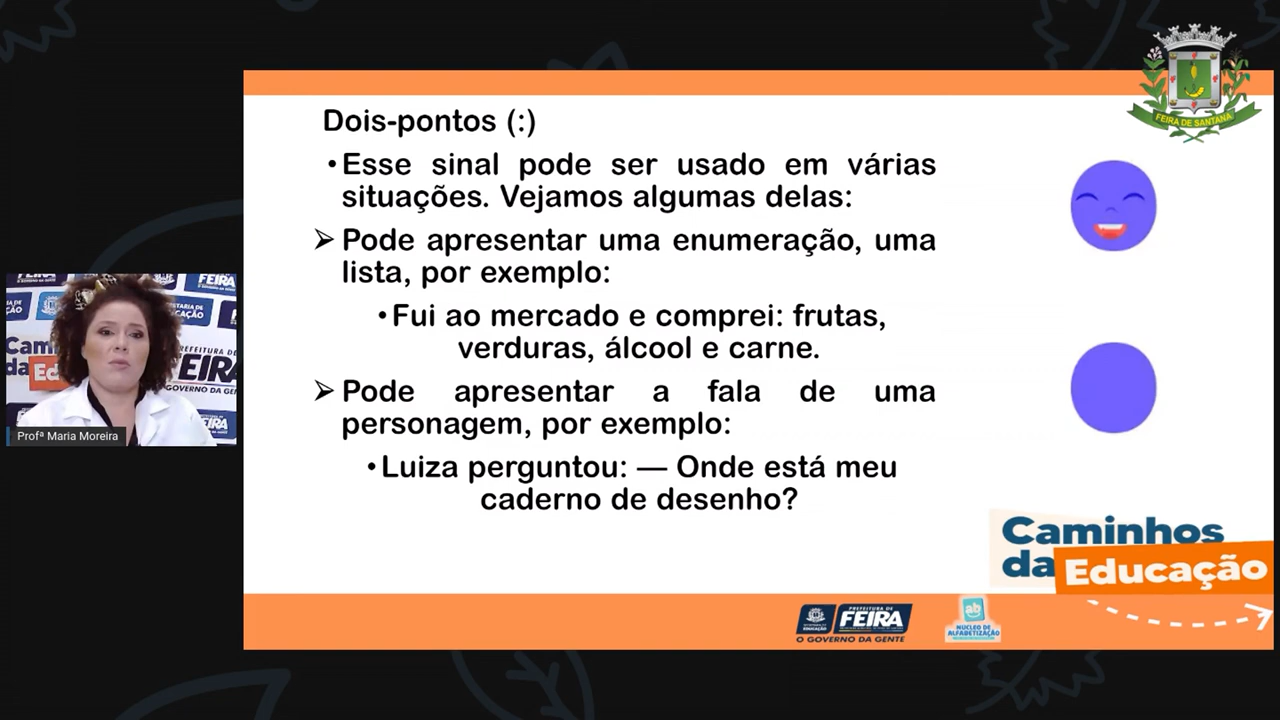 FEIRA DE SANTANA
Dois-pontos (:)
•Esse sinal pode ser usado em várias
situações. Vejamos algumas delas:
➢Pode apresentar uma enumeração, uma
lista, por exemplo:
•Fui ao mercado e comprei: frutas,
verduras, álcool e carne.
➢Pode apresentar a fala de uma
personagem, por exemplo:
•Luiza perguntou: — Onde está meu
caderno de desenho?
Profª Maria Moreira
FEIRA
Caminhos
da Educação
PREFEITURA DE
FEIRA
EDUCAÇÃO
O GOVERNO DA GENTE
ab
NÚCLEO DE
ALFABETIZAÇÃO